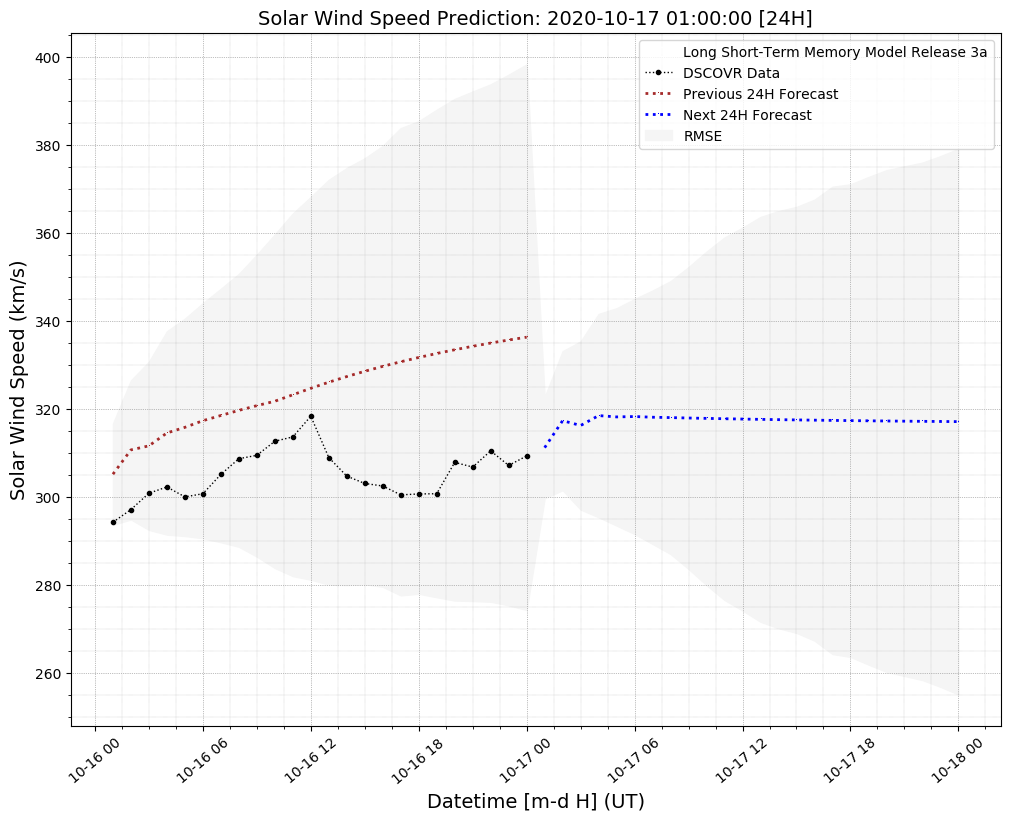 Solar Wind Speed Prediction: 2020-10-17 01:00:00 [24H]
Long Short-Term Memory Model Release 3a
DSCOVR Data
Previous 24H Forecast
Next 24H Forecast
RMSE
Solar Wind Speed (km/s)
400
380
360
340
320
300
280
260
10-16 00
10-16 06
10-16 12
10-16 18
10-17 00
10-17 06
10-17 12
10-17 18
10-18 00
Datetime [m-d H] (UT)